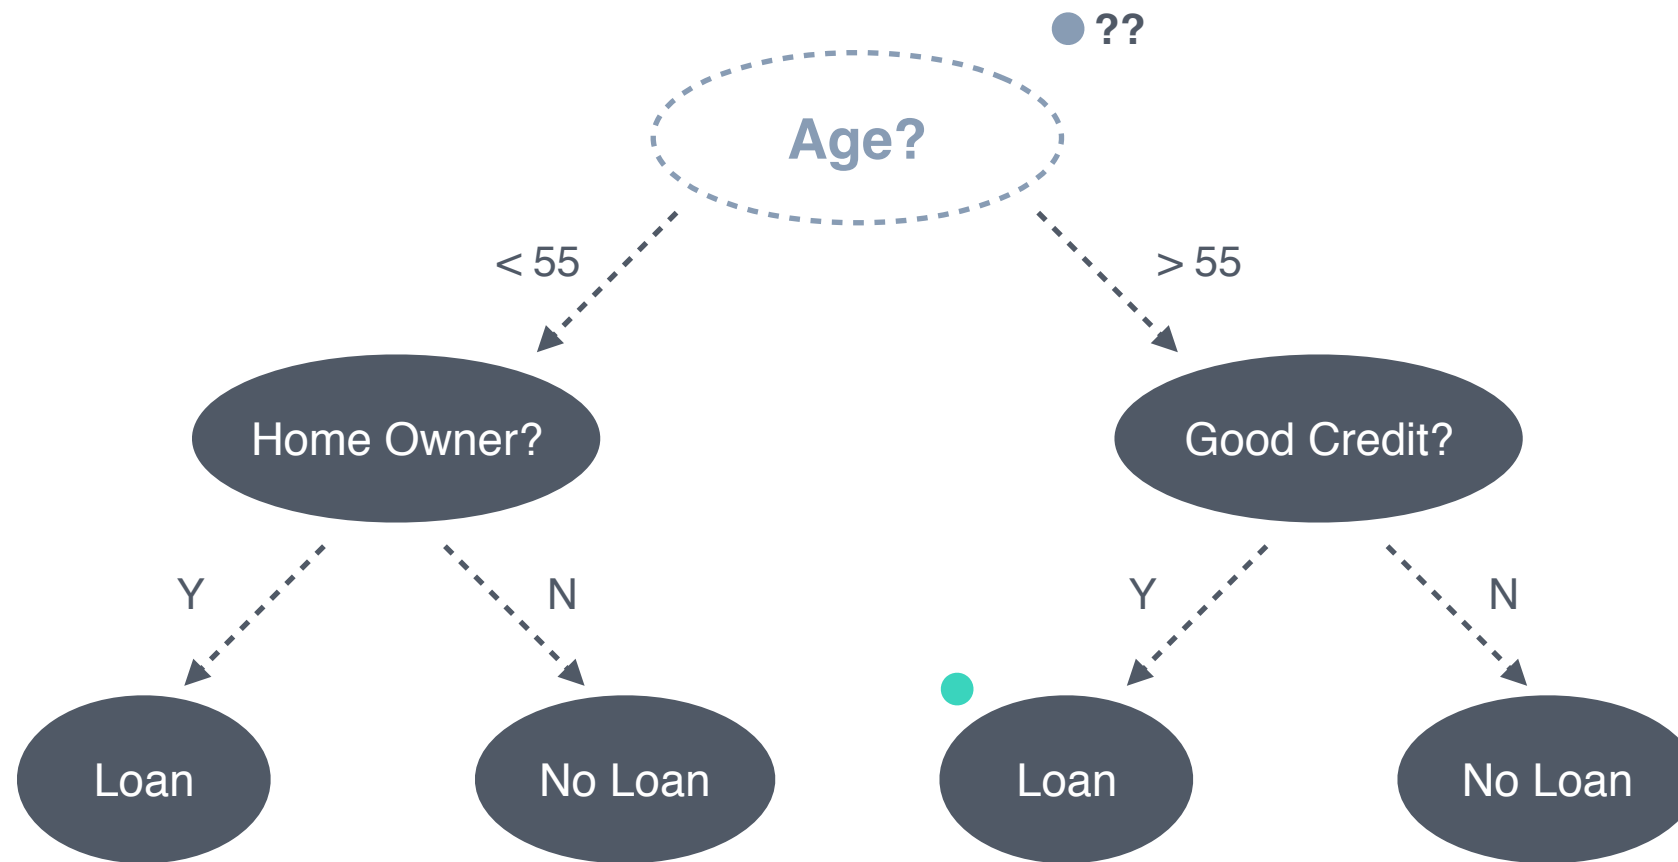 ??
Age?
< 55
> 55
Home Owner?
Good Credit?
Y
N
Y
N
Loan
No Loan
Loan
No Loan